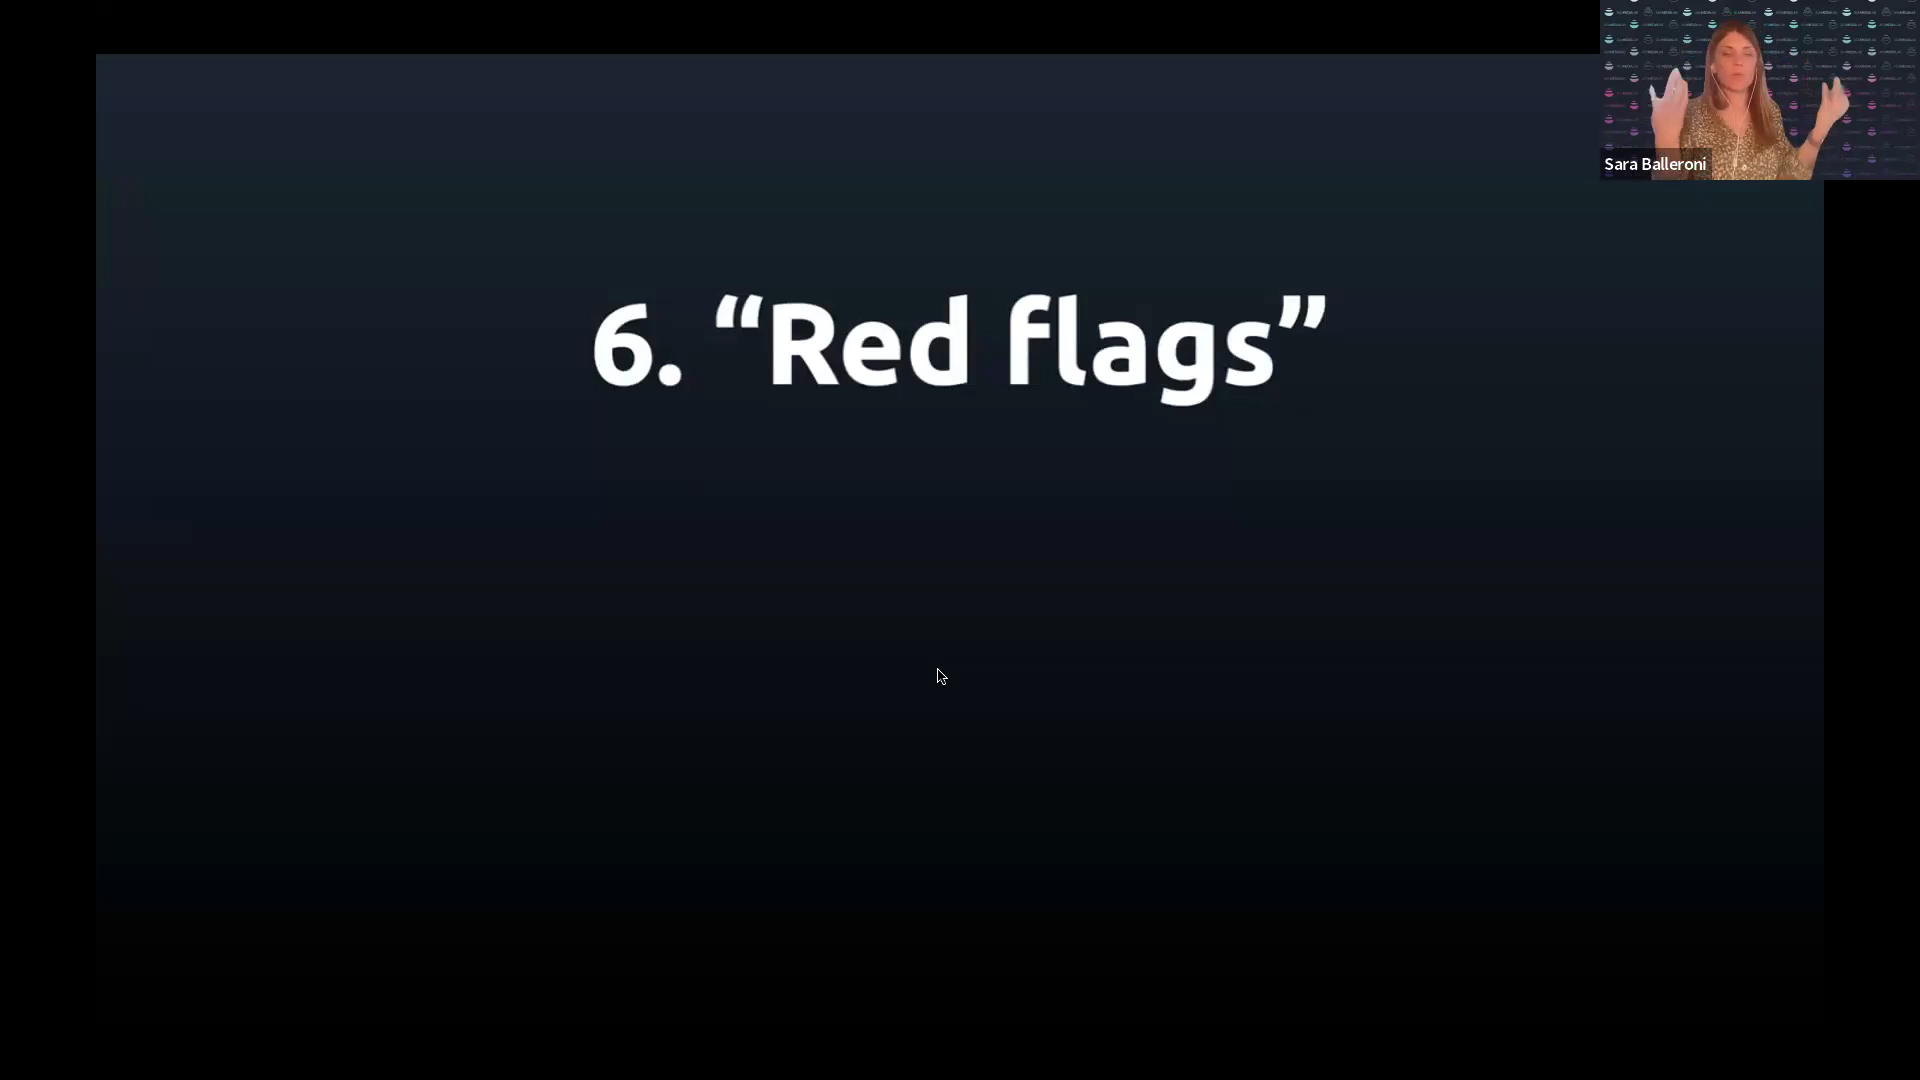 6. “Red flags”
Sara Balleroni